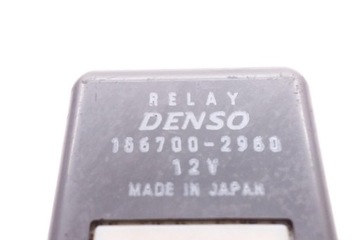 RELAY
DENSO
156700-2960
12V
MADE IN JAPAN